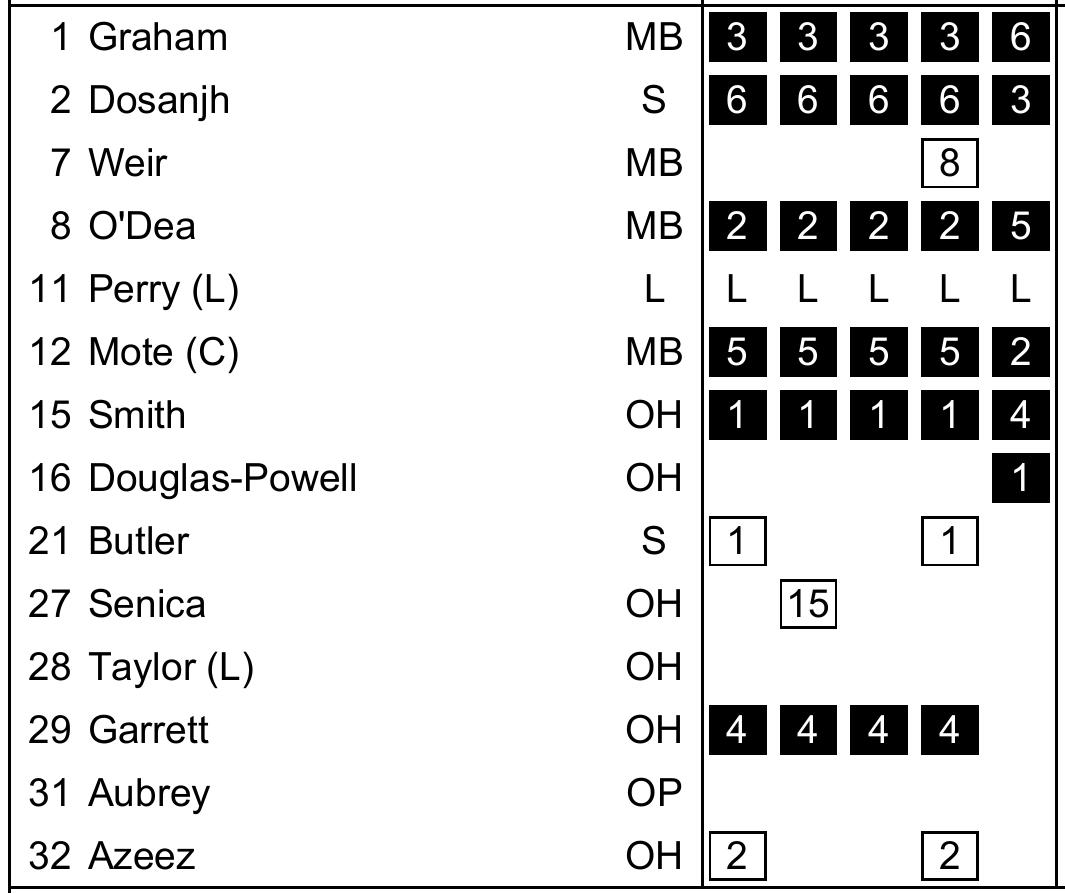 1 Graham MB 3 3 3 3 6
2 Dosanjh S 6 6 6 6 3
7 Weir MB 8
8 O'Dea MB 2 2 2 2 5
11 Perry (L) L L L L L L
12 Mote (C) MB 5 5 5 5 2
15 Smith OH 1 1 1 1 4
16 Douglas-Powell OH 1
21 Butler S 1 1
27 Senica OH 15
28 Taylor (L) OH
29 Garrett OH 4 4 4 4
31 Aubrey OP
32 Azeez OH 2 2